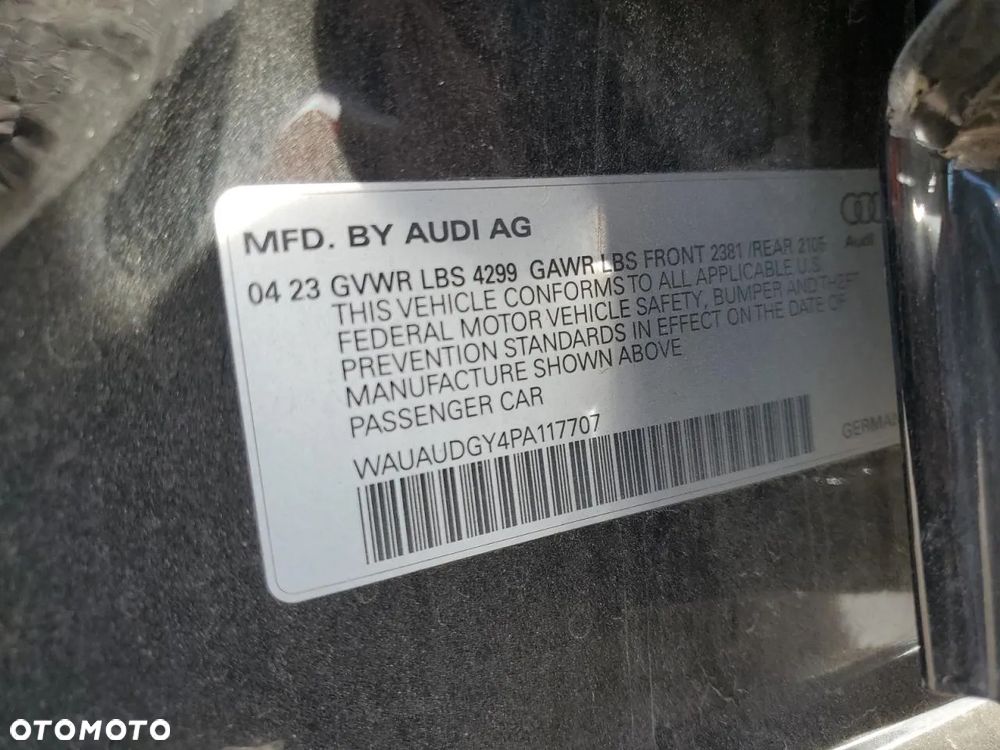 MFD. BY AUDI AG
Audi
04 23 GVWR LBS 4299 GAWR LBS FRONT 2381 /REAR 2105
THIS VEHICLE CONFORMS TO ALL APPLICABLE U.S.
FEDERAL MOTOR VEHICLE SAFETY, BUMPER AND THEFT
PREVENTION STANDARDS IN EFFECT ON THE DATE OF
MANUFACTURE SHOWN ABOVE
PASSENGER CAR
WAUAUDGY4PA117707
GERMA
OTOMOTO